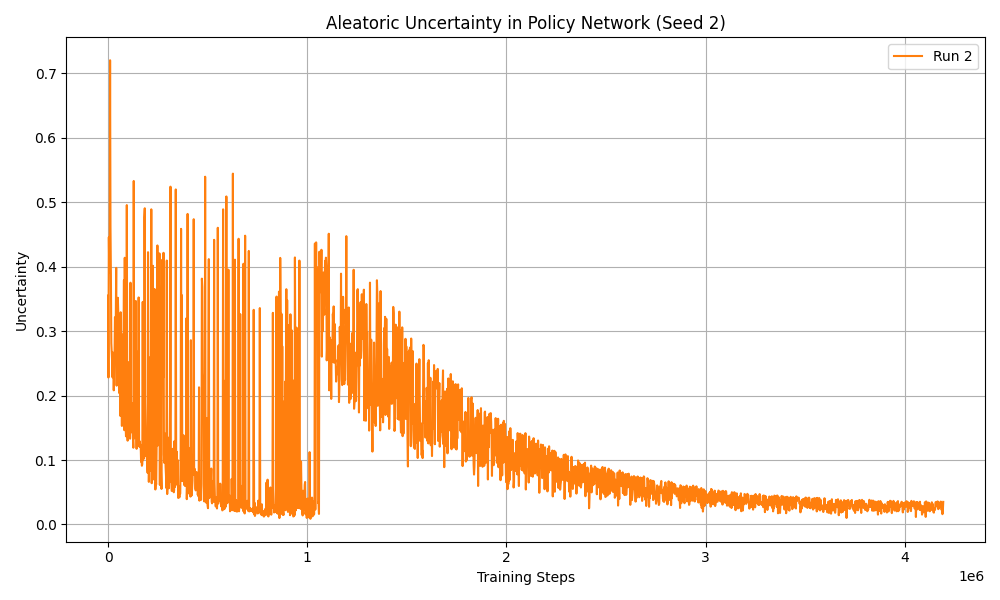 Aleatoric Uncertainty in Policy Network (Seed 2)
Run 2
Uncertainty
0.7
0.6
0.5
0.4
0.3
0.2
0.1
0.0
0 1 2 3 4
1e6
Training Steps